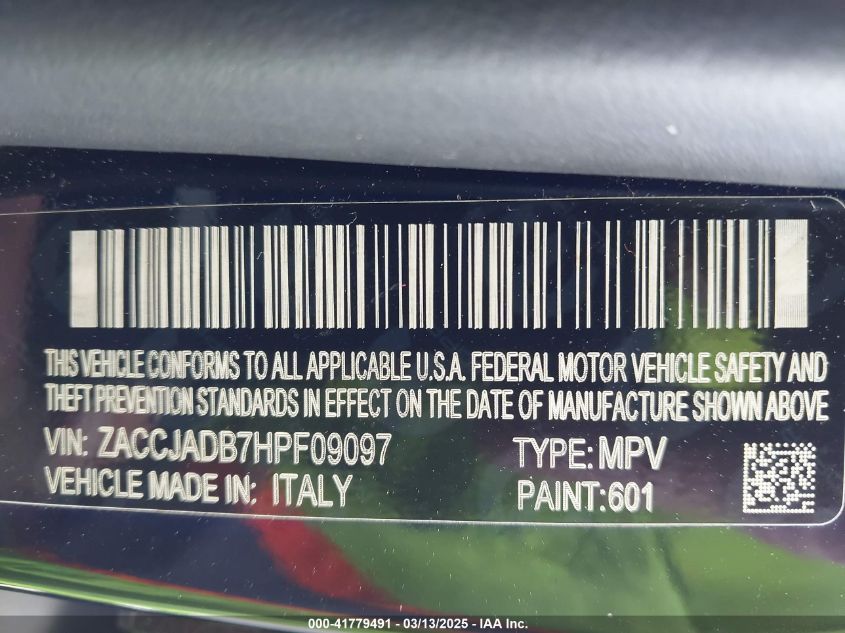 THIS VEHICLE CONFORMS TO ALL APPLICABLE U.S.A. FEDERAL MOTOR VEHICLE SAFETY AND
THEFT PREVENTION STANDARDS IN EFFECT ON THE DATE OF MANUFACTURE SHOWN ABOVE
VIN: ZACCJADB7HPF09097 TYPE: MPV
VEHICLE MADE IN: ITALY PAINT:601
000-41779491 - 03/13/2025 - IAA Inc.